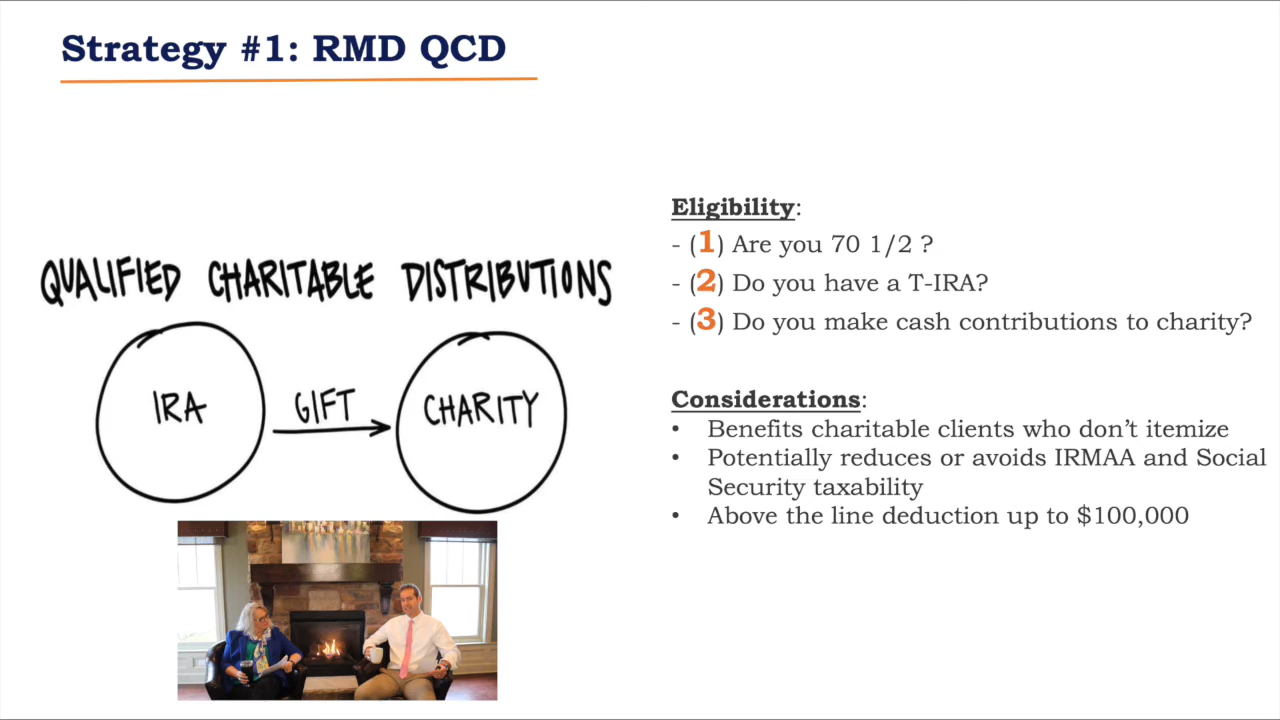 Strategy #1: RMD QCD
QUALIFIED CHARITABLE DISTRIBUTIONS
IRA
GIFT
CHARITY
Eligibility:
- (1) Are you 70 1/2 ?
- (2) Do you have a T-IRA?
- (3) Do you make cash contributions to charity?
Considerations:
• Benefits charitable clients who don’t itemize
• Potentially reduces or avoids IRMAA and Social
Security taxability
• Above the line deduction up to $100,000